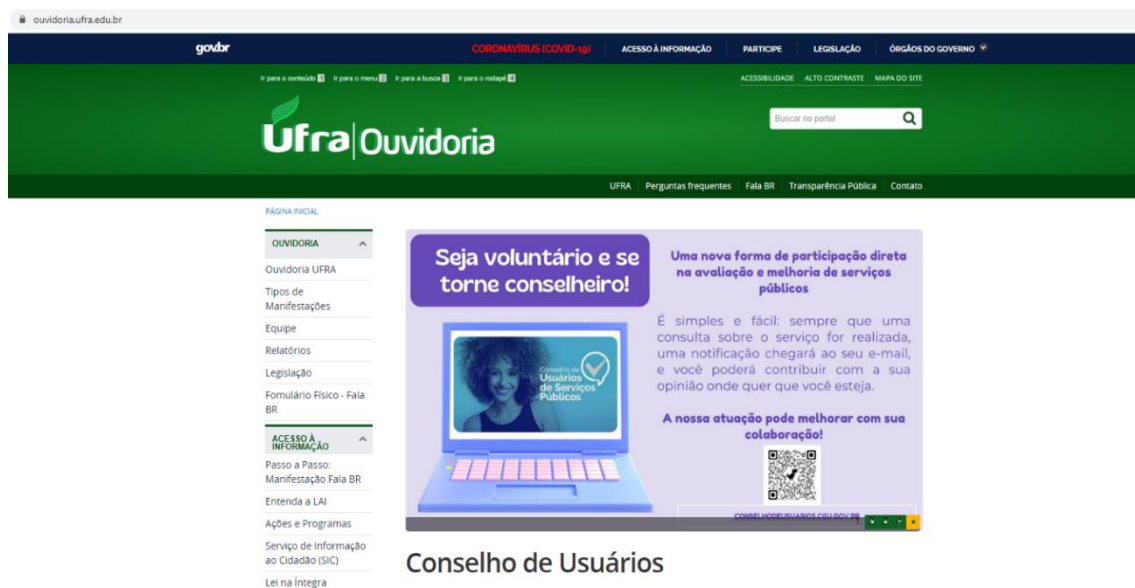 ouvidoria.ufra.edu.br
govbr
CORONAVÍRUS (COVID-19)
ACESSO À INFORMAÇÃO
PARTICIPE
LEGISLAÇÃO
ÓRGÃOS DO GOVERNO
Ir para o conteúdo 1 Ir para o menu 2 Ir para a busca 3 Ir para o rodapé 4
ACESSIBILIDADE ALTO CONTRASTE MAPA DO SITE
Ufra|Ouvidoria
Buscar no portal
UFRA Perguntas frequentes Fala BR Transparência Pública Contato
PÁGINA INICIAL
OUVIDORIA
Ouvidoria UFRA
Tipos de
Manifestações
Equipe
Relatórios
Legislação
Fomulário Físico - Fala
BR
ACESSO À
INFORMAÇÃO
Passo a Passo:
Manifestação Fala BR
Entenda a LAI
Ações e Programas
Serviço de Informação
ao Cidadão (SIC)
Lei na Íntegra
Seja voluntário e se
torne conselheiro!
Conselho de
Usuários
de Serviços
Públicos
Uma nova forma de participação direta
na avaliação e melhoria de serviços
públicos
É simples e fácil: sempre que uma
consulta sobre o serviço for realizada,
uma notificação chegará ao seu e-mail,
e você poderá contribuir com a sua
opinião onde quer que você esteja.
A nossa atuação pode melhorar com sua
colaboração!
CONSELHODEUSUARIOS.CGU.GOV.BR
Conselho de Usuários